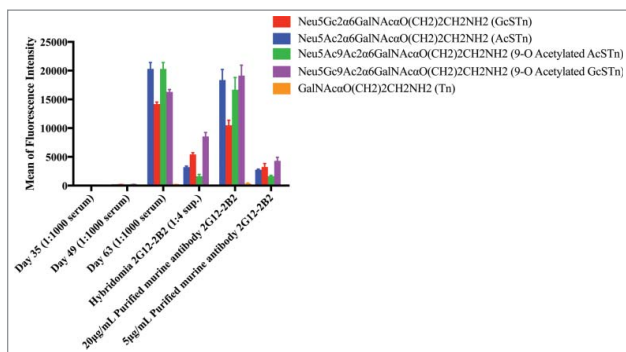 Neu5Gc2α6GalNAcαO(CH2)2CH2NH2 (GcSTn)
Neu5Ac2α6GalNAcαO(CH2)2CH2NH2 (AcSTn)
Neu5Ac9Ac2α6GalNAcαO(CH)2CH2NH2 (9-O Acetylated AcSTn)
Neu5Gc9Ac2α6GalNAcαO(CH2)2CH2NH2 (9-O Acetylated GcSTn)
GalNAcαO(CH2)2CH2NH2 (Tn)
Mean of Fluorescence Intensity
25000
20000
15000
10000
5000
0
Day 35 (1:1000 serum)
Day 49 (1:1000 serum)
Day 63 (1:1000 serum)
Hybridomia 2G12-2B2 (1:4 sup.)
20µg/mL Purified murine antibody 2G12-2B2
5µg/mL Purified murine antibody 2G12-2B2